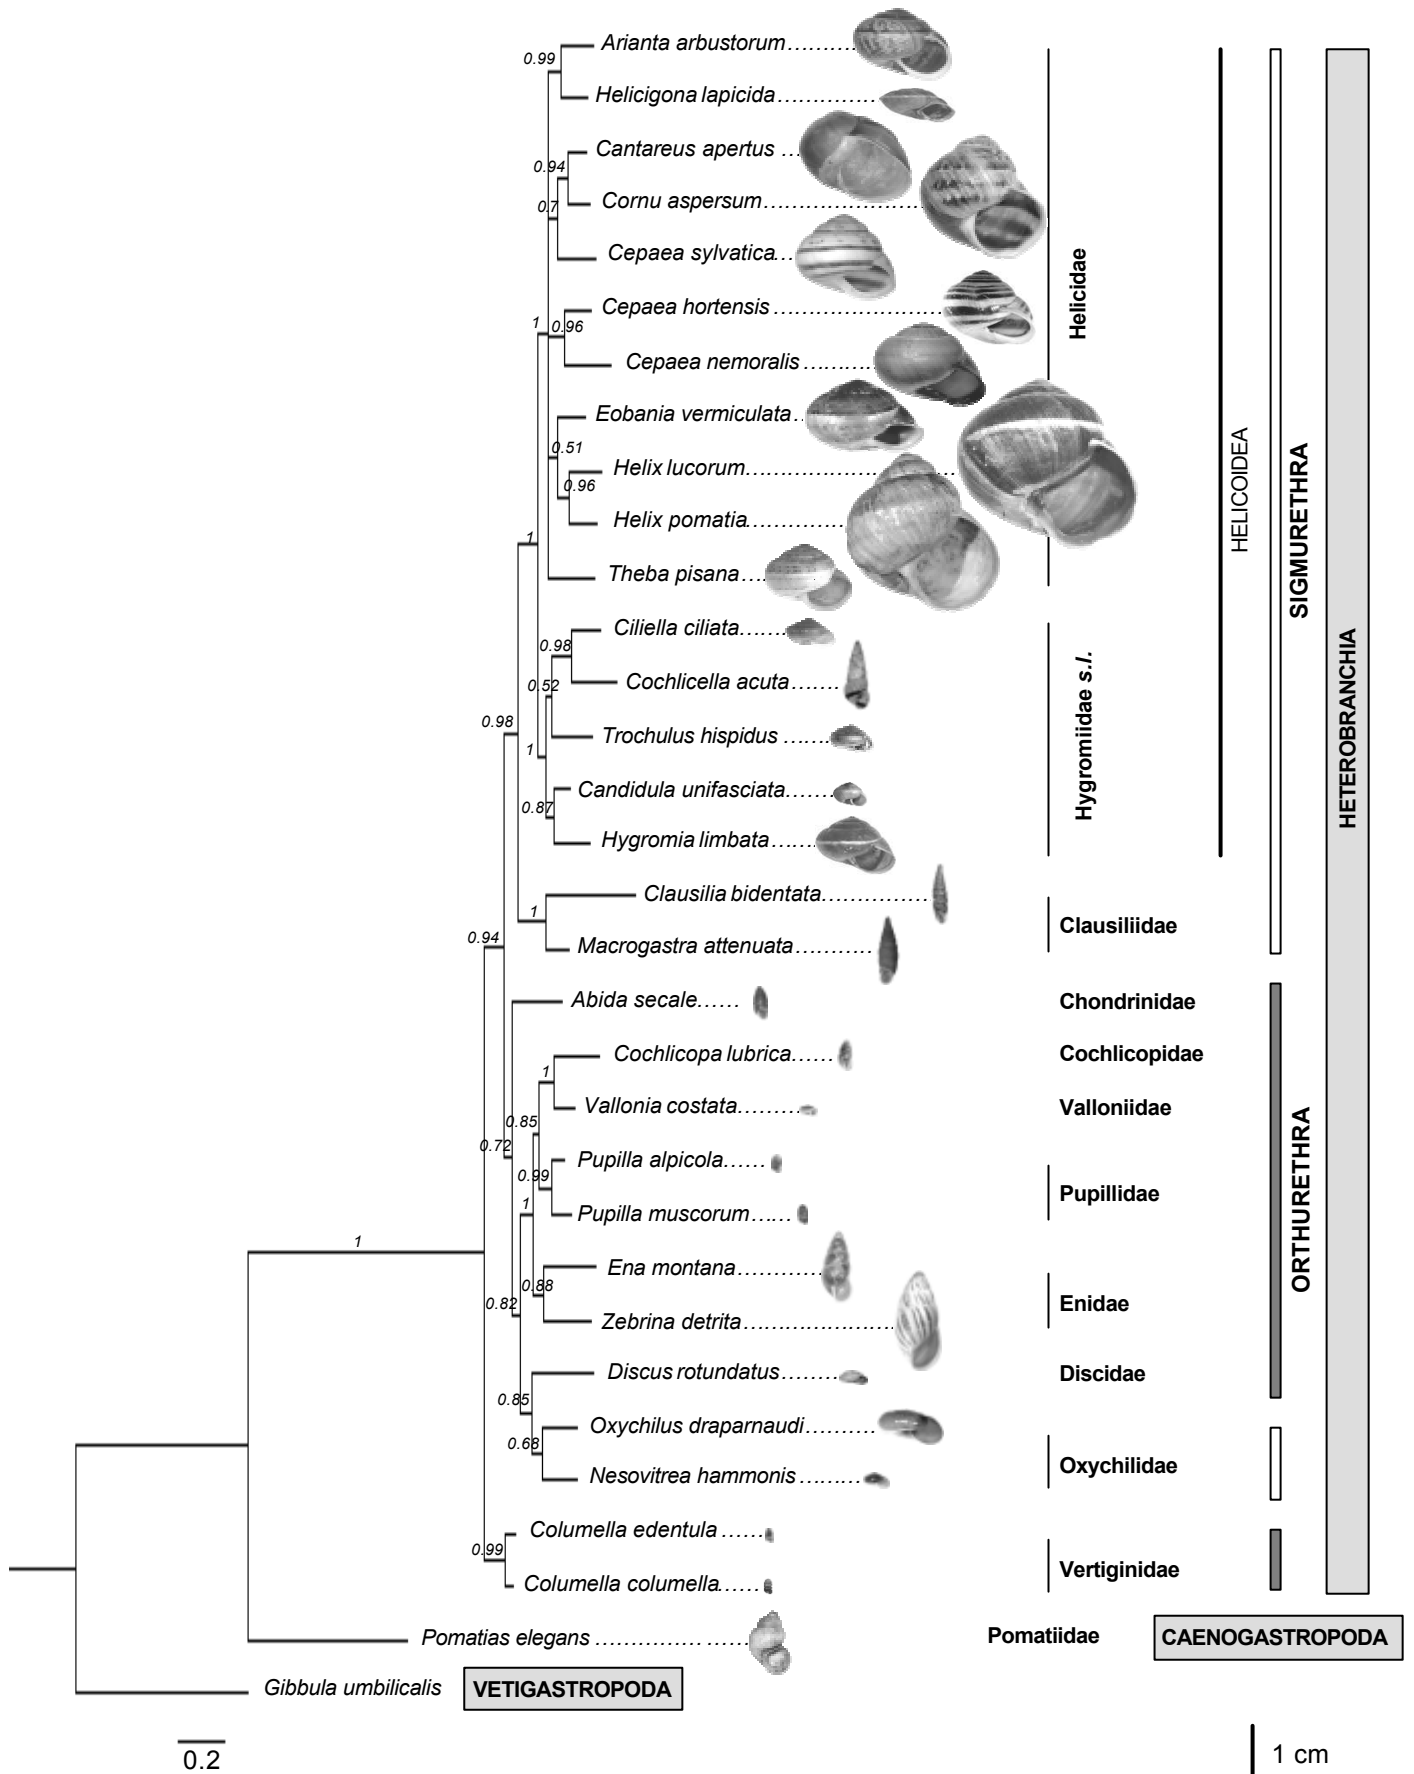 Arianta arbustorum
0.99
Helicigona lapicida
Cantareus apertus
0.94
Cornu aspersum
0.7
Cepaea sylvatica
Helicidae
Cepaea hortensis
1
0.96
Cepaea nemoralis
Eobania vermiculata
0.51
Helix lucorum
0.96
HELICOIDEA
Helix pomatia
1
SIGMURETHRA
Theba pisana
Ciliella ciliata
0.98
Cochlicella acuta
0.52
Hygromiidae s.l.
HETEROBRANCHIA
0.98
Trochulus hispidus
1
Candidula unifasciata
0.87
Hygromia limbata
Clausilia bidentata
1
Clausiliidae
0.94
Macrogastra attenuata
Abida secale
Chondrinidae
Cochlicopa lubrica
Cochlicopidae
1
Vallonia costata
Valloniidae
0.85
0.72
Pupilla alpicola
0.99
Pupillidae
1
Pupilla muscorum
ORTHURETHRA
1
Ena montana
0.88
0.82
Enidae
Zebrina detrita
Discus rotundatus
Discidae
0.85
Oxychilus draparnaudi
0.68
Oxychilidae
Nesovitrea hammonis
Columella edentula
0.99
Vertiginidae
Columella columella
Pomatias elegans
Pomatiidae
CAENOGASTROPODA
Gibbula umbilicalis
VETIGASTROPODA
0.2
1 cm